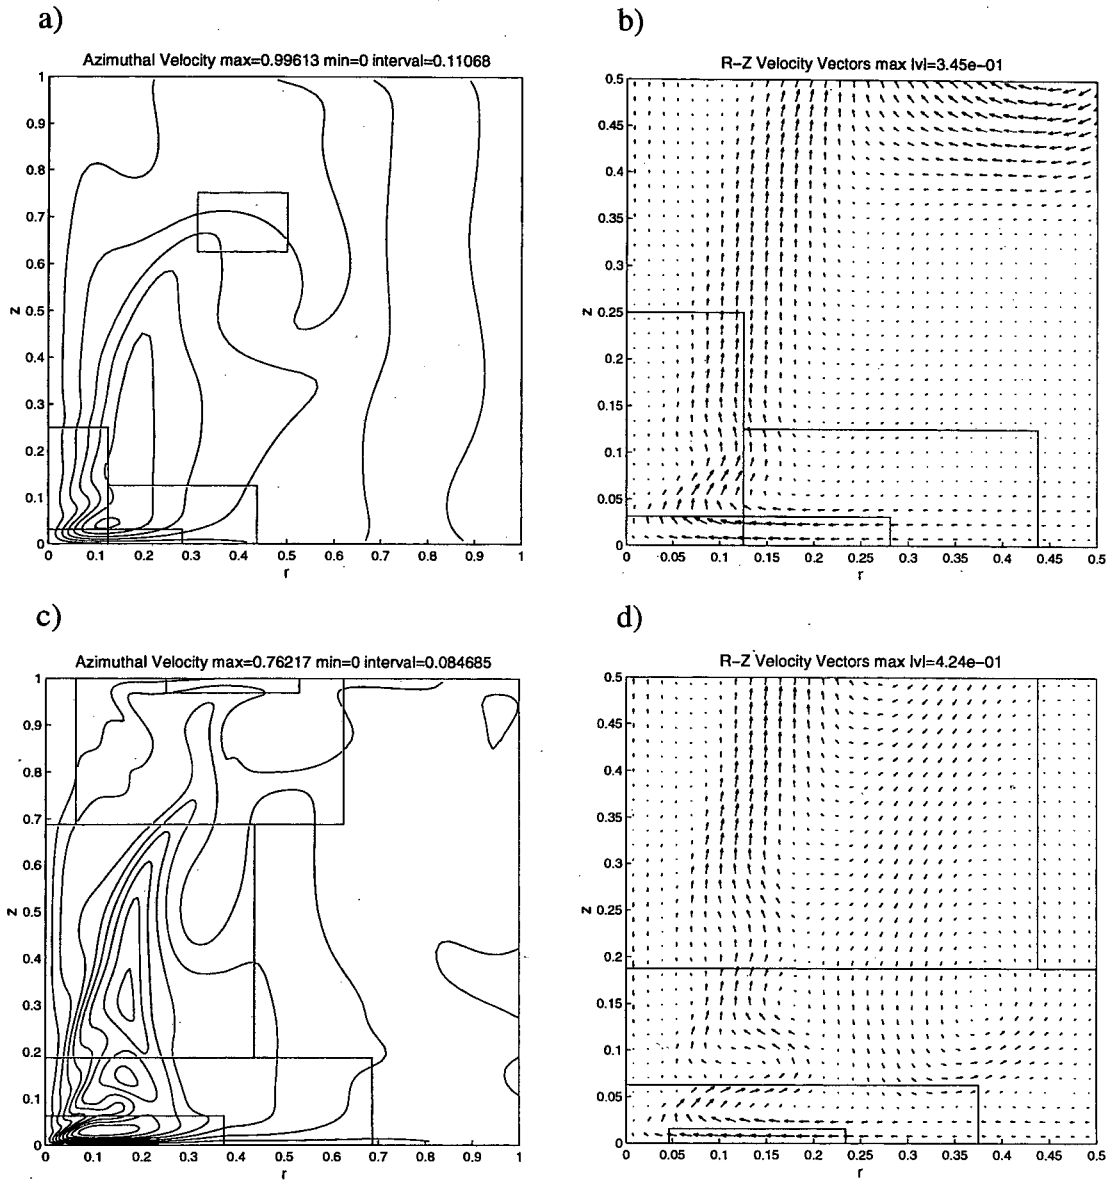 a)
Azimuthal Velocity max=0.99613 min=0 interval=0.11068
1
0.9
0.8
0.7
0.6
z
0.5
0.4
0.3
0.2
0.1
0
0 0.1 0.2 0.3 0.4 0.5 0.6 0.7 0.8 0.9 1
r
b)
R-Z Velocity Vectors max lvl=3.45e-01
0.5
0.45
0.4
0.35
0.3
z
0.25
0.2
0.15
0.1
0.05
0
0 0.05 0.1 0.15 0.2 0.25 0.3 0.35 0.4 0.45 0.5
r
c)
Azimuthal Velocity max=0.76217 min=0 interval=0.084685
1
0.9
0.8
0.7
0.6
z
0.5
0.4
0.3
0.2
0.1
0
0 0.1 0.2 0.3 0.4 0.5 0.6 0.7 0.8 0.9 1
r
d)
R-Z Velocity Vectors max lvl=4.24e-01
0.5
0.45
0.4
0.35
0.3
z
0.25
0.2
0.15
0.1
0.05
0
0 0.05 0.1 0.15 0.2 0.25 0.3 0.35 0.4 0.45 0.5
r